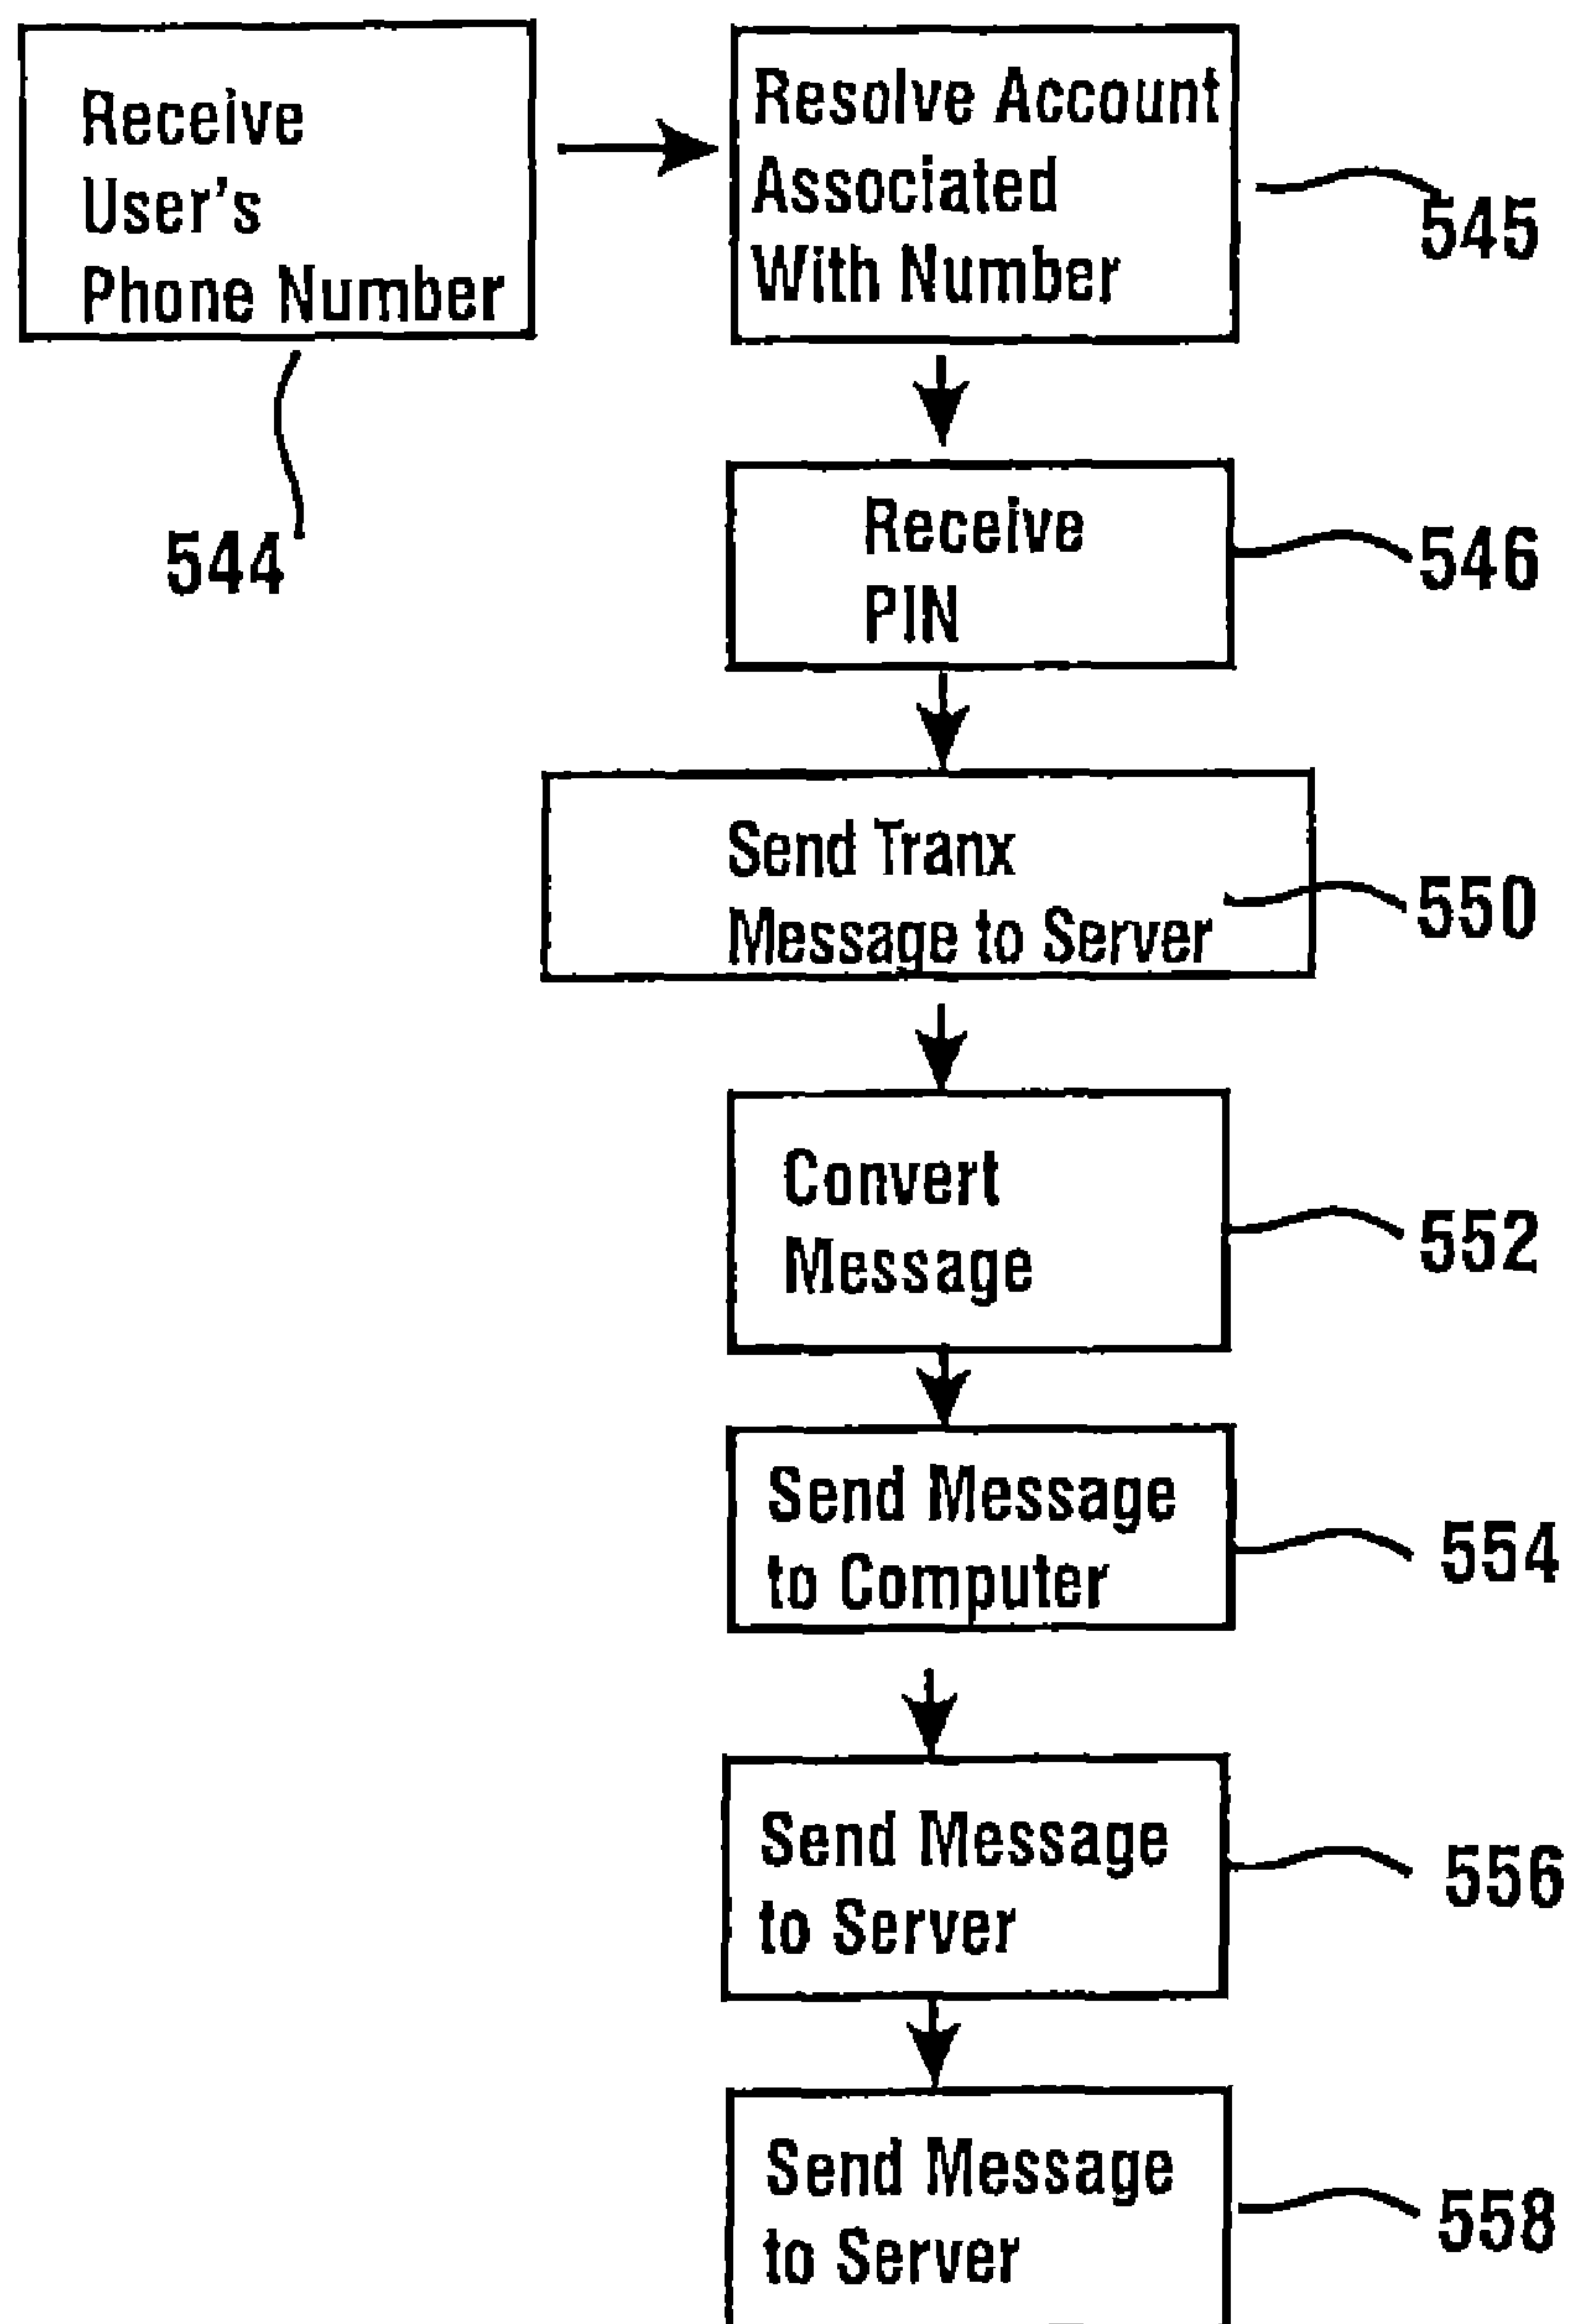 Receive
User's
Phone Number
544
Resolve Account
Associated
With Number
545
Receive
PIN
546
Send Tranx
Message to Server
550
Convert
Message
552
Send Message
to Computer
554
Send Message
to Server
556
Send Message
to Server
558